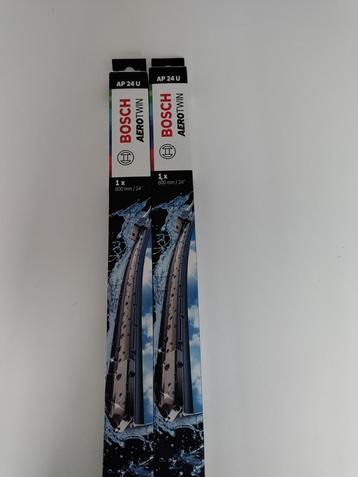 AP 24 U
BOSCH
AEROTWIN
1 x
600 mm / 24"
AP 24 U
BOSCH
AEROTWIN
1 x
600 mm / 24"